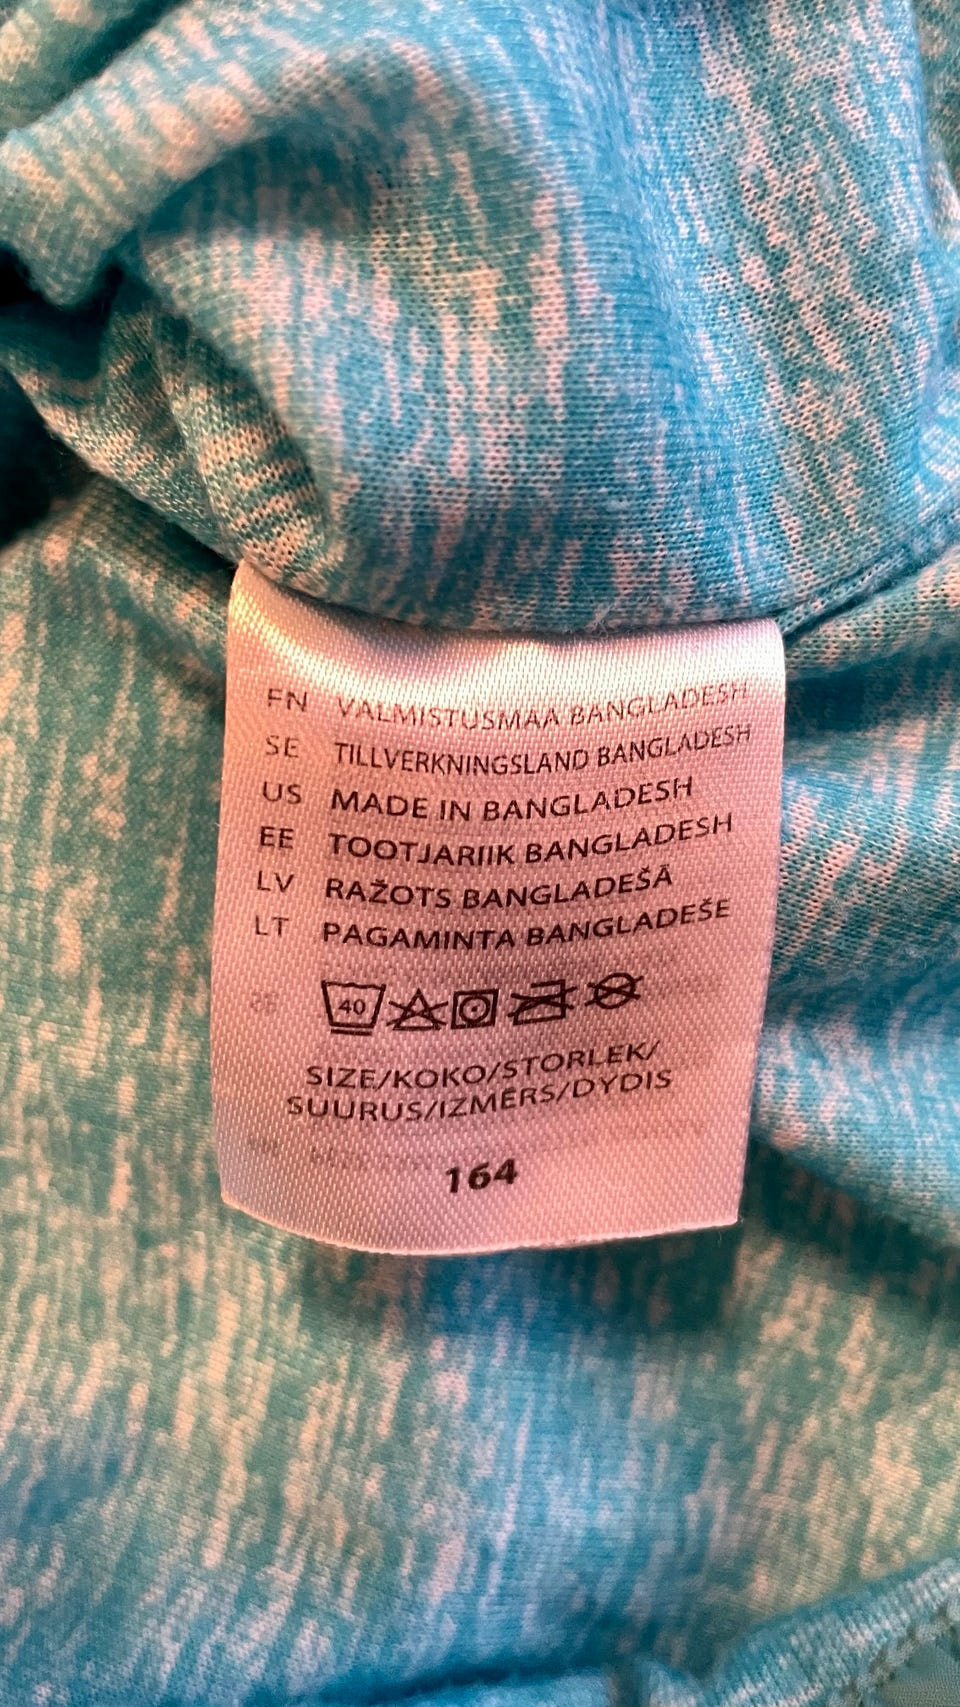 FN VALMISTUSMAA BANGLADESH
SE TILLVERKNINGSLAND BANGLADESH
US MADE IN BANGLADESH
EE TOOTJARIIK BANGLADESH
LV RAŽOTS BANGLADEŠĀ
LT PAGAMINTA BANGLADEŠE
40
SIZE/KOKO/STORLEK/
SUURUS/IZMĒRS/DYDIS
164